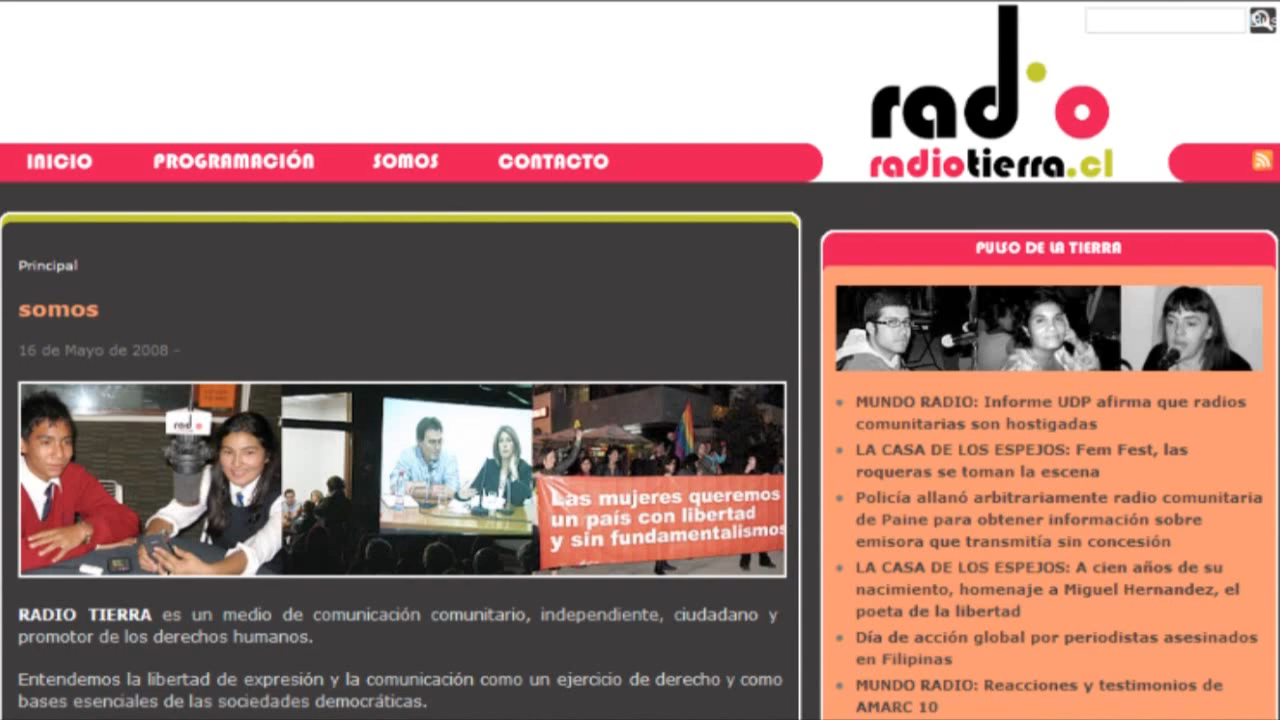 radio
radiotierra.cl
INICIO PROGRAMACIÓN SOMOS CONTACTO
Principal
somos
16 de Mayo de 2008 –
radio
Las mujeres queremos
un país con libertad
y sin fundamentalismos
RADIO TIERRA es un medio de comunicación comunitario, independiente, ciudadano y
promotor de los derechos humanos.
Entendemos la libertad de expresión y la comunicación como un ejercicio de derecho y como
bases esenciales de las sociedades democráticas.
PULSO DE LA TIERRA
MUNDO RADIO: Informe UDP afirma que radios
comunitarias son hostigadas
LA CASA DE LOS ESPEJOS: Fem Fest, las
roqueras se toman la escena
Policía allanó arbitrariamente radio comunitaria
de Paine para obtener información sobre
emisora que transmitía sin concesión
LA CASA DE LOS ESPEJOS: A cien años de su
nacimiento, homenaje a Miguel Hernandez, el
poeta de la libertad
Día de acción global por periodistas asesinados
en Filipinas
MUNDO RADIO: Reacciones y testimonios de
AMARC 10